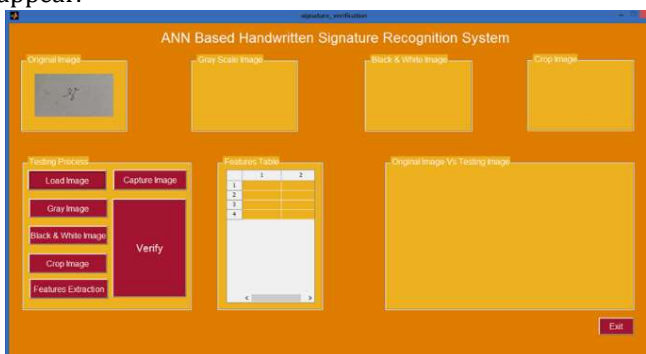 appear.
signature_verification
ANN Based Handwritten Signature Recognition System
Original Image
Gray Scale Image
Black & White Image
Crop Image
Testing Process
Load Image
Capture Image
Gray Image
Black & White Image
Crop Image
Features Extraction
Verify
Features Table
1 2
1
2
3
4
Original Image Vs Testing Image
Exit